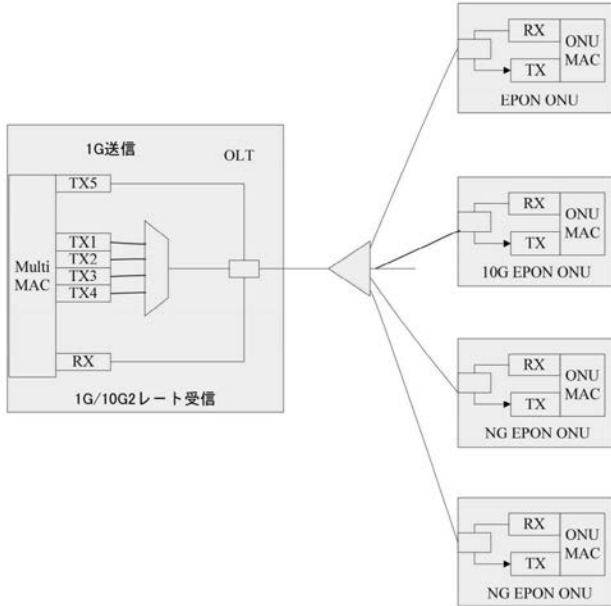 1G送信
OLT
TX5
TX1
TX2
TX3
TX4
Multi
MAC
RX
1G/10G2レート受信
RX
TX
ONU
MAC
EPON ONU
RX
TX
ONU
MAC
10G EPON ONU
RX
TX
ONU
MAC
NG EPON ONU
RX
TX
ONU
MAC
NG EPON ONU